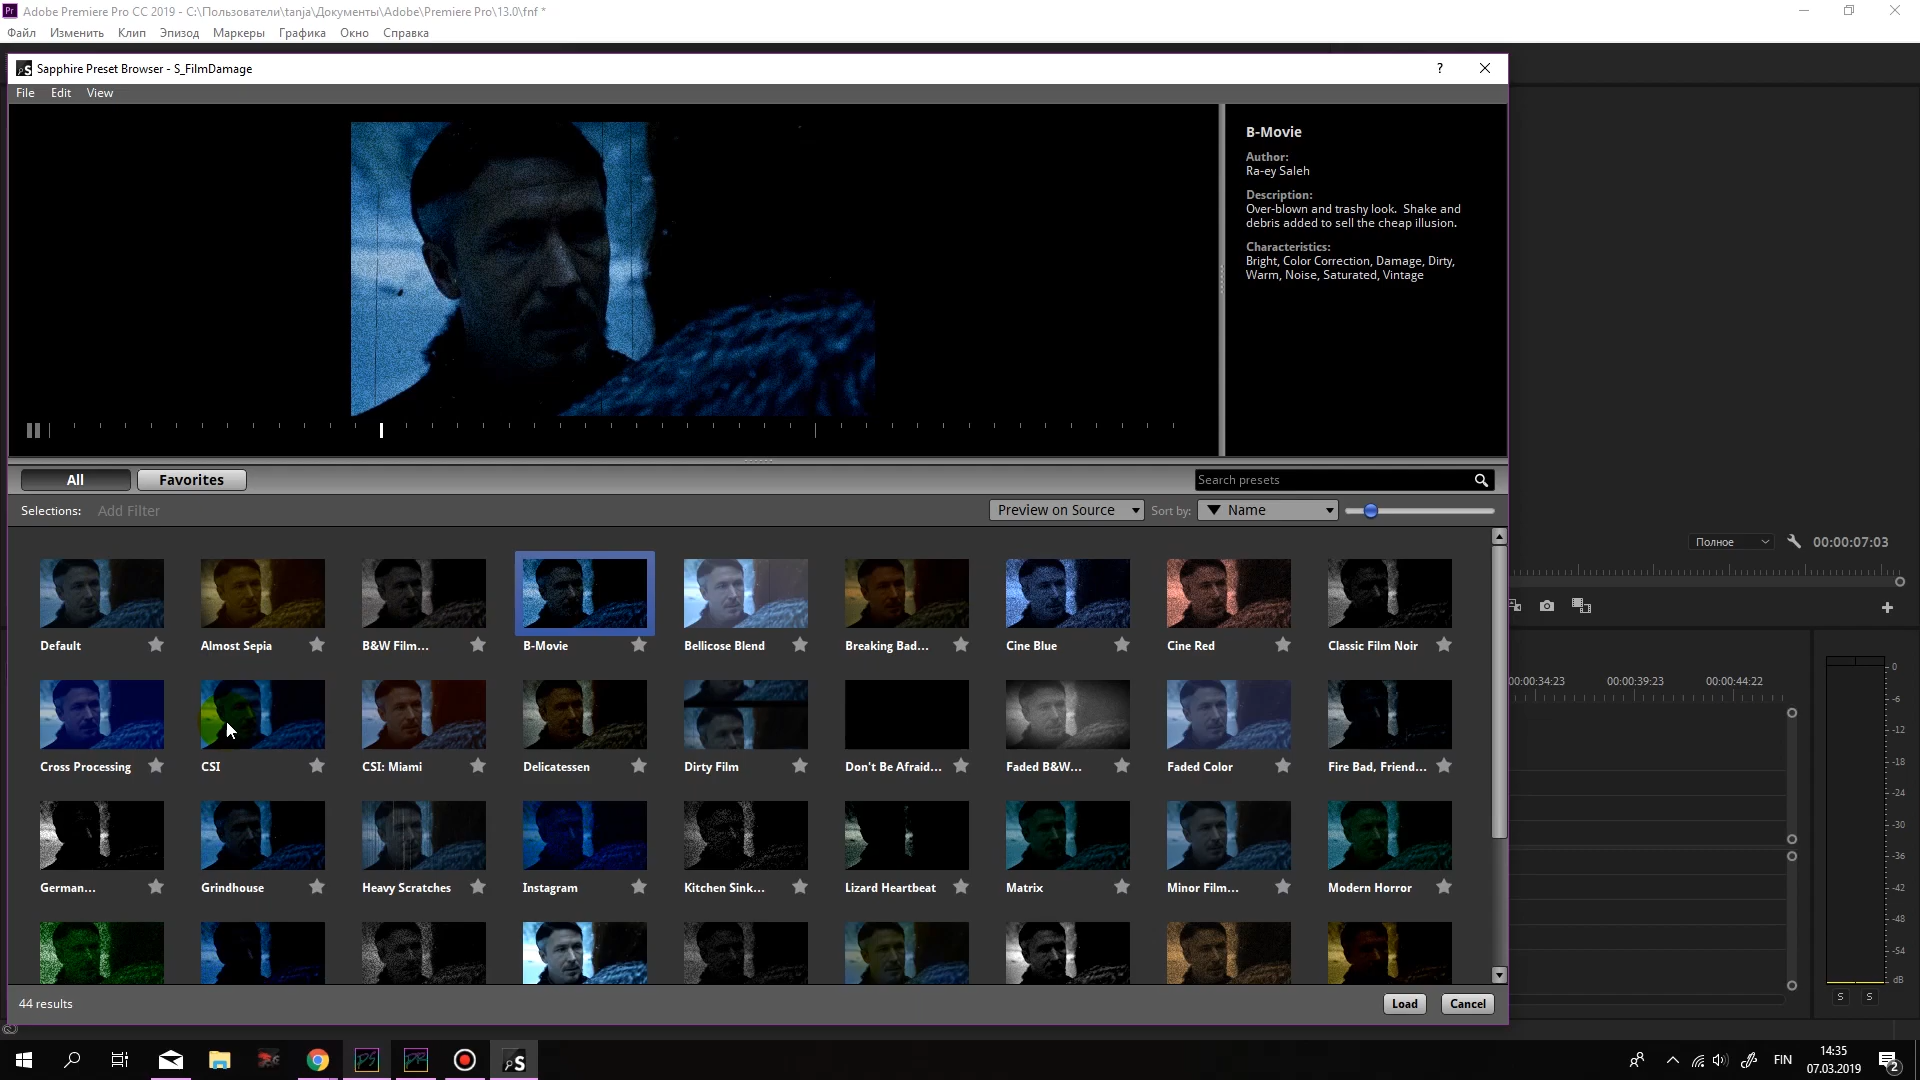 Adobe Premiere Pro CC 2019 - C:\Пользователи\tanja\Документы\Adobe\Premiere Pro\13.0\fnf *
Файл Изменить Клип Эпизод Маркеры Графика Окно Справка
Sapphire Preset Browser - S_FilmDamage
File Edit View
B-Movie
Author:
Ra-ey Saleh
Description:
Over-blown and trashy look. Shake and
debris added to sell the cheap illusion.
Characteristics:
Bright, Color Correction, Damage, Dirty,
Warm, Noise, Saturated, Vintage
All Favorites Search presets
Selections: Add Filter Preview on Source Sort by: Name
Полное 00:00:07:03
Default Almost Sepia B&W Film... B-Movie Bellicose Blend Breaking Bad... Cine Blue Cine Red Classic Film Noir
00:00:34:23 00:00:39:23 00:00:44:22
Cross Processing CSI CSI: Miami Delicatessen Dirty Film Don't Be Afraid... Faded B&W... Faded Color Fire Bad, Friend...
German... Grindhouse Heavy Scratches Instagram Kitchen Sink... Lizard Heartbeat Matrix Minor Film... Modern Horror
0
-6
-12
-18
-24
-30
-36
-42
-48
-54
dB
S S
44 results Load Cancel
FIN 14:35
07.03.2019
2